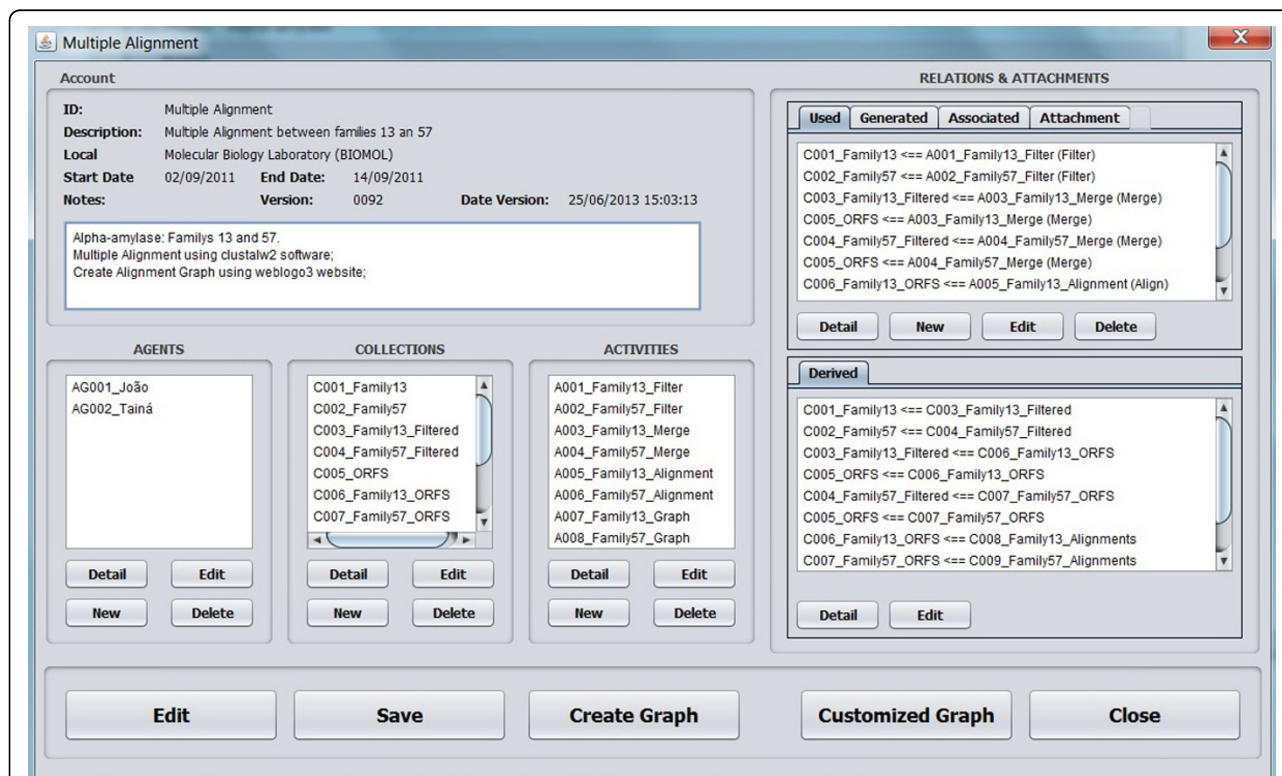 Multiple Alignment
X
Account
ID: Multiple Alignment
Description: Multiple Alignment between families 13 an 57
Local Molecular Biology Laboratory (BIOMOL)
Start Date 02/09/2011 End Date: 14/09/2011
Notes: Version: 0092 Date Version: 25/06/2013 15:03:13
Alpha-amylase: Familys 13 and 57.
Multiple Alignment using clustalw2 software;
Create Alignment Graph using weblogo3 website;
AGENTS
AG001_João
AG002_Tainá
Detail Edit
New Delete
COLLECTIONS
C001_Family13
C002_Family57
C003_Family13_Filtered
C004_Family57_Filtered
C005_ORFS
C006_Family13_ORFS
C007_Family57_ORFS
Detail Edit
New Delete
ACTIVITIES
A001_Family13_Filter
A002_Family57_Filter
A003_Family13_Merge
A004_Family57_Merge
A005_Family13_Alignment
A006_Family57_Alignment
A007_Family13_Graph
A008_Family57_Graph
Detail Edit
New Delete
RELATIONS & ATTACHMENTS
Used Generated Associated Attachment
C001_Family13 <== A001_Family13_Filter (Filter)
C002_Family57 <== A002_Family57_Filter (Filter)
C003_Family13_Filtered <== A003_Family13_Merge (Merge)
C005_ORFS <== A003_Family13_Merge (Merge)
C004_Family57_Filtered <== A004_Family57_Merge (Merge)
C005_ORFS <== A004_Family57_Merge (Merge)
C006_Family13_ORFS <== A005_Family13_Alignment (Align)
Detail New Edit Delete
Derived
C001_Family13 <== C003_Family13_Filtered
C002_Family57 <== C004_Family57_Filtered
C003_Family13_Filtered <== C006_Family13_ORFS
C005_ORFS <== C006_Family13_ORFS
C004_Family57_Filtered <== C007_Family57_ORFS
C005_ORFS <== C007_Family57_ORFS
C006_Family13_ORFS <== C008_Family13_Alignments
C007_Family57_ORFS <== C009_Family57_Alignments
Detail Edit
Edit Save Create Graph Customized Graph Close